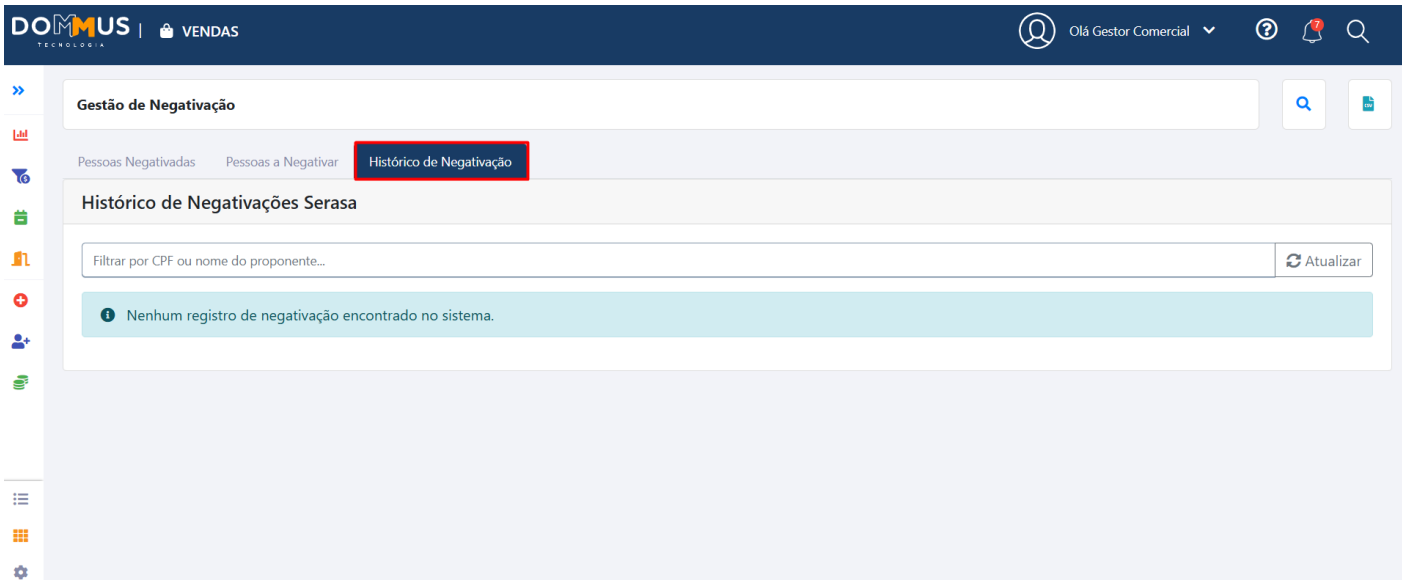 DOMMUS | VENDAS
TECNOLOGIA
Olá Gestor Comercial
7
Gestão de Negativação
CSV
Pessoas Negativadas Pessoas a Negativar Histórico de Negativação
Histórico de Negativações Serasa
Filtrar por CPF ou nome do proponente... Atualizar
Nenhum registro de negativação encontrado no sistema.